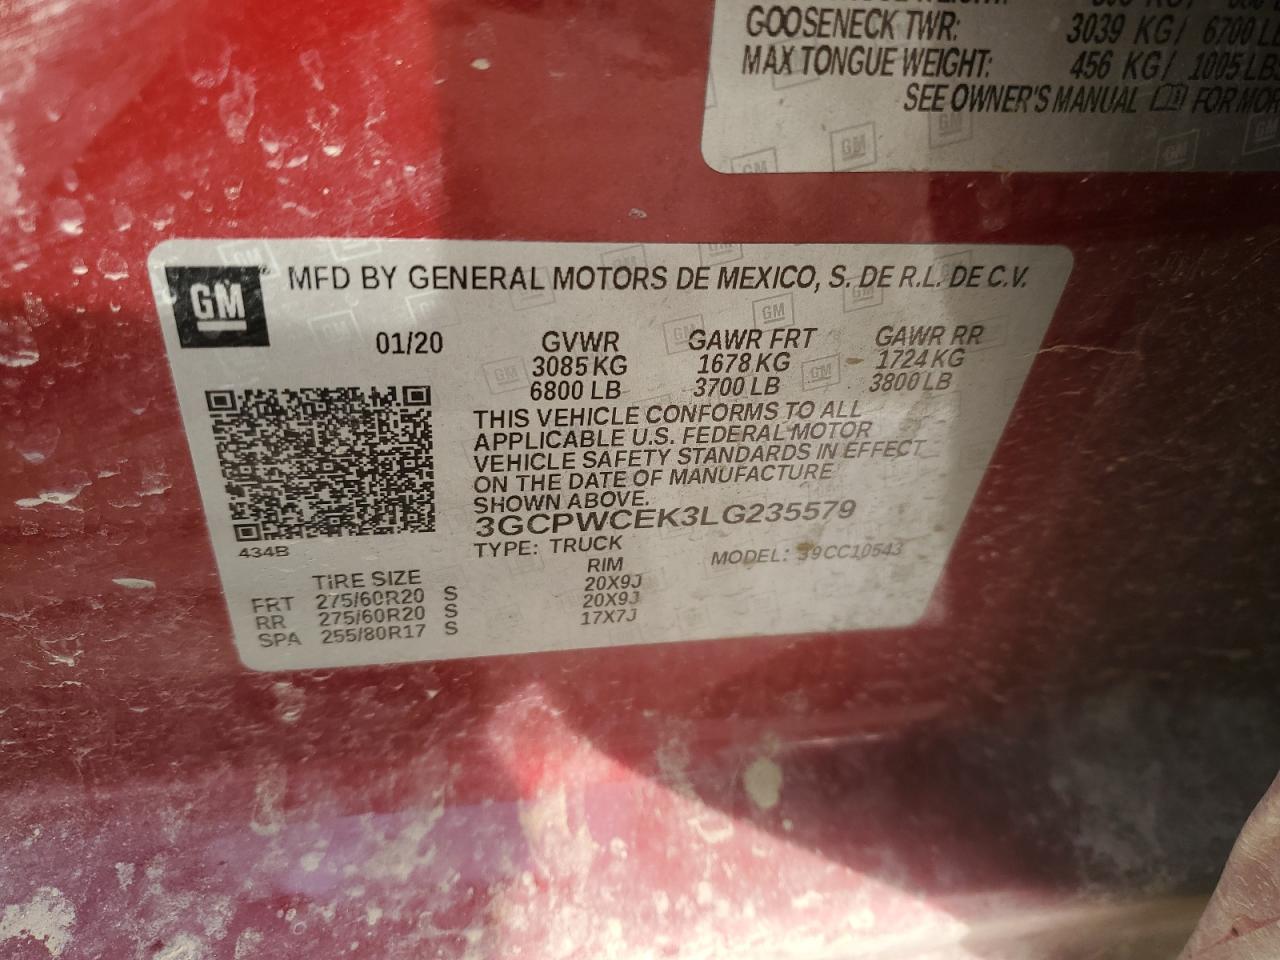 GOOSENECK TWR: 3039 KG/ 6700 LB
MAX TONGUE WEIGHT: 456 KG/ 1005 LBS
SEE OWNER'S MANUAL FOR MOR
GM MFD BY GENERAL MOTORS DE MEXICO, S. DE R.L. DE C.V.
01/20 GVWR GAWR FRT GAWR RR
3085 KG 1678 KG 1724 KG
6800 LB 3700 LB 3800 LB
THIS VEHICLE CONFORMS TO ALL
APPLICABLE U.S. FEDERAL MOTOR
VEHICLE SAFETY STANDARDS IN EFFECT
ON THE DATE OF MANUFACTURE
SHOWN ABOVE.
3GCPWCEK3LG235579
434B
TYPE: TRUCK MODEL: 39CC10543
TIRE SIZE RIM
FRT 275/60R20 S 20X9J
RR 275/60R20 S 20X9J
SPA 255/80R17 S 17X7J